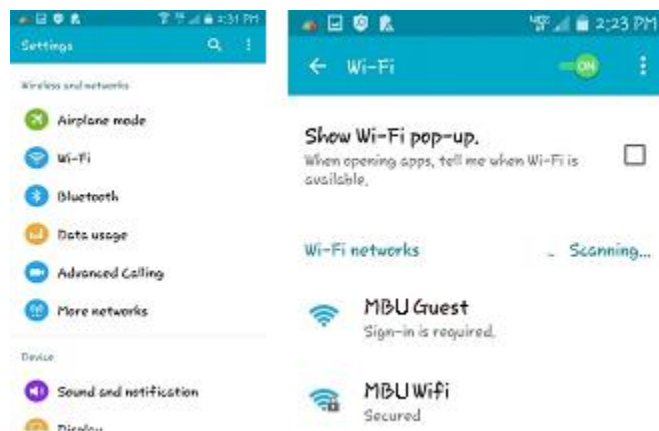 2:31 PM
Settings
Wireless and networks
Airplane mode
Wi-Fi
Bluetooth
Data usage
Advanced Calling
More networks
Device
Sound and notification
Display
2:23 PM
Wi-Fi
ON
Show Wi-Fi pop-up.
When opening apps, tell me when Wi-Fi is
available.
Wi-Fi networks
Scanning...
MBU Guest
Sign-in is required.
MBU Wifi
Secured